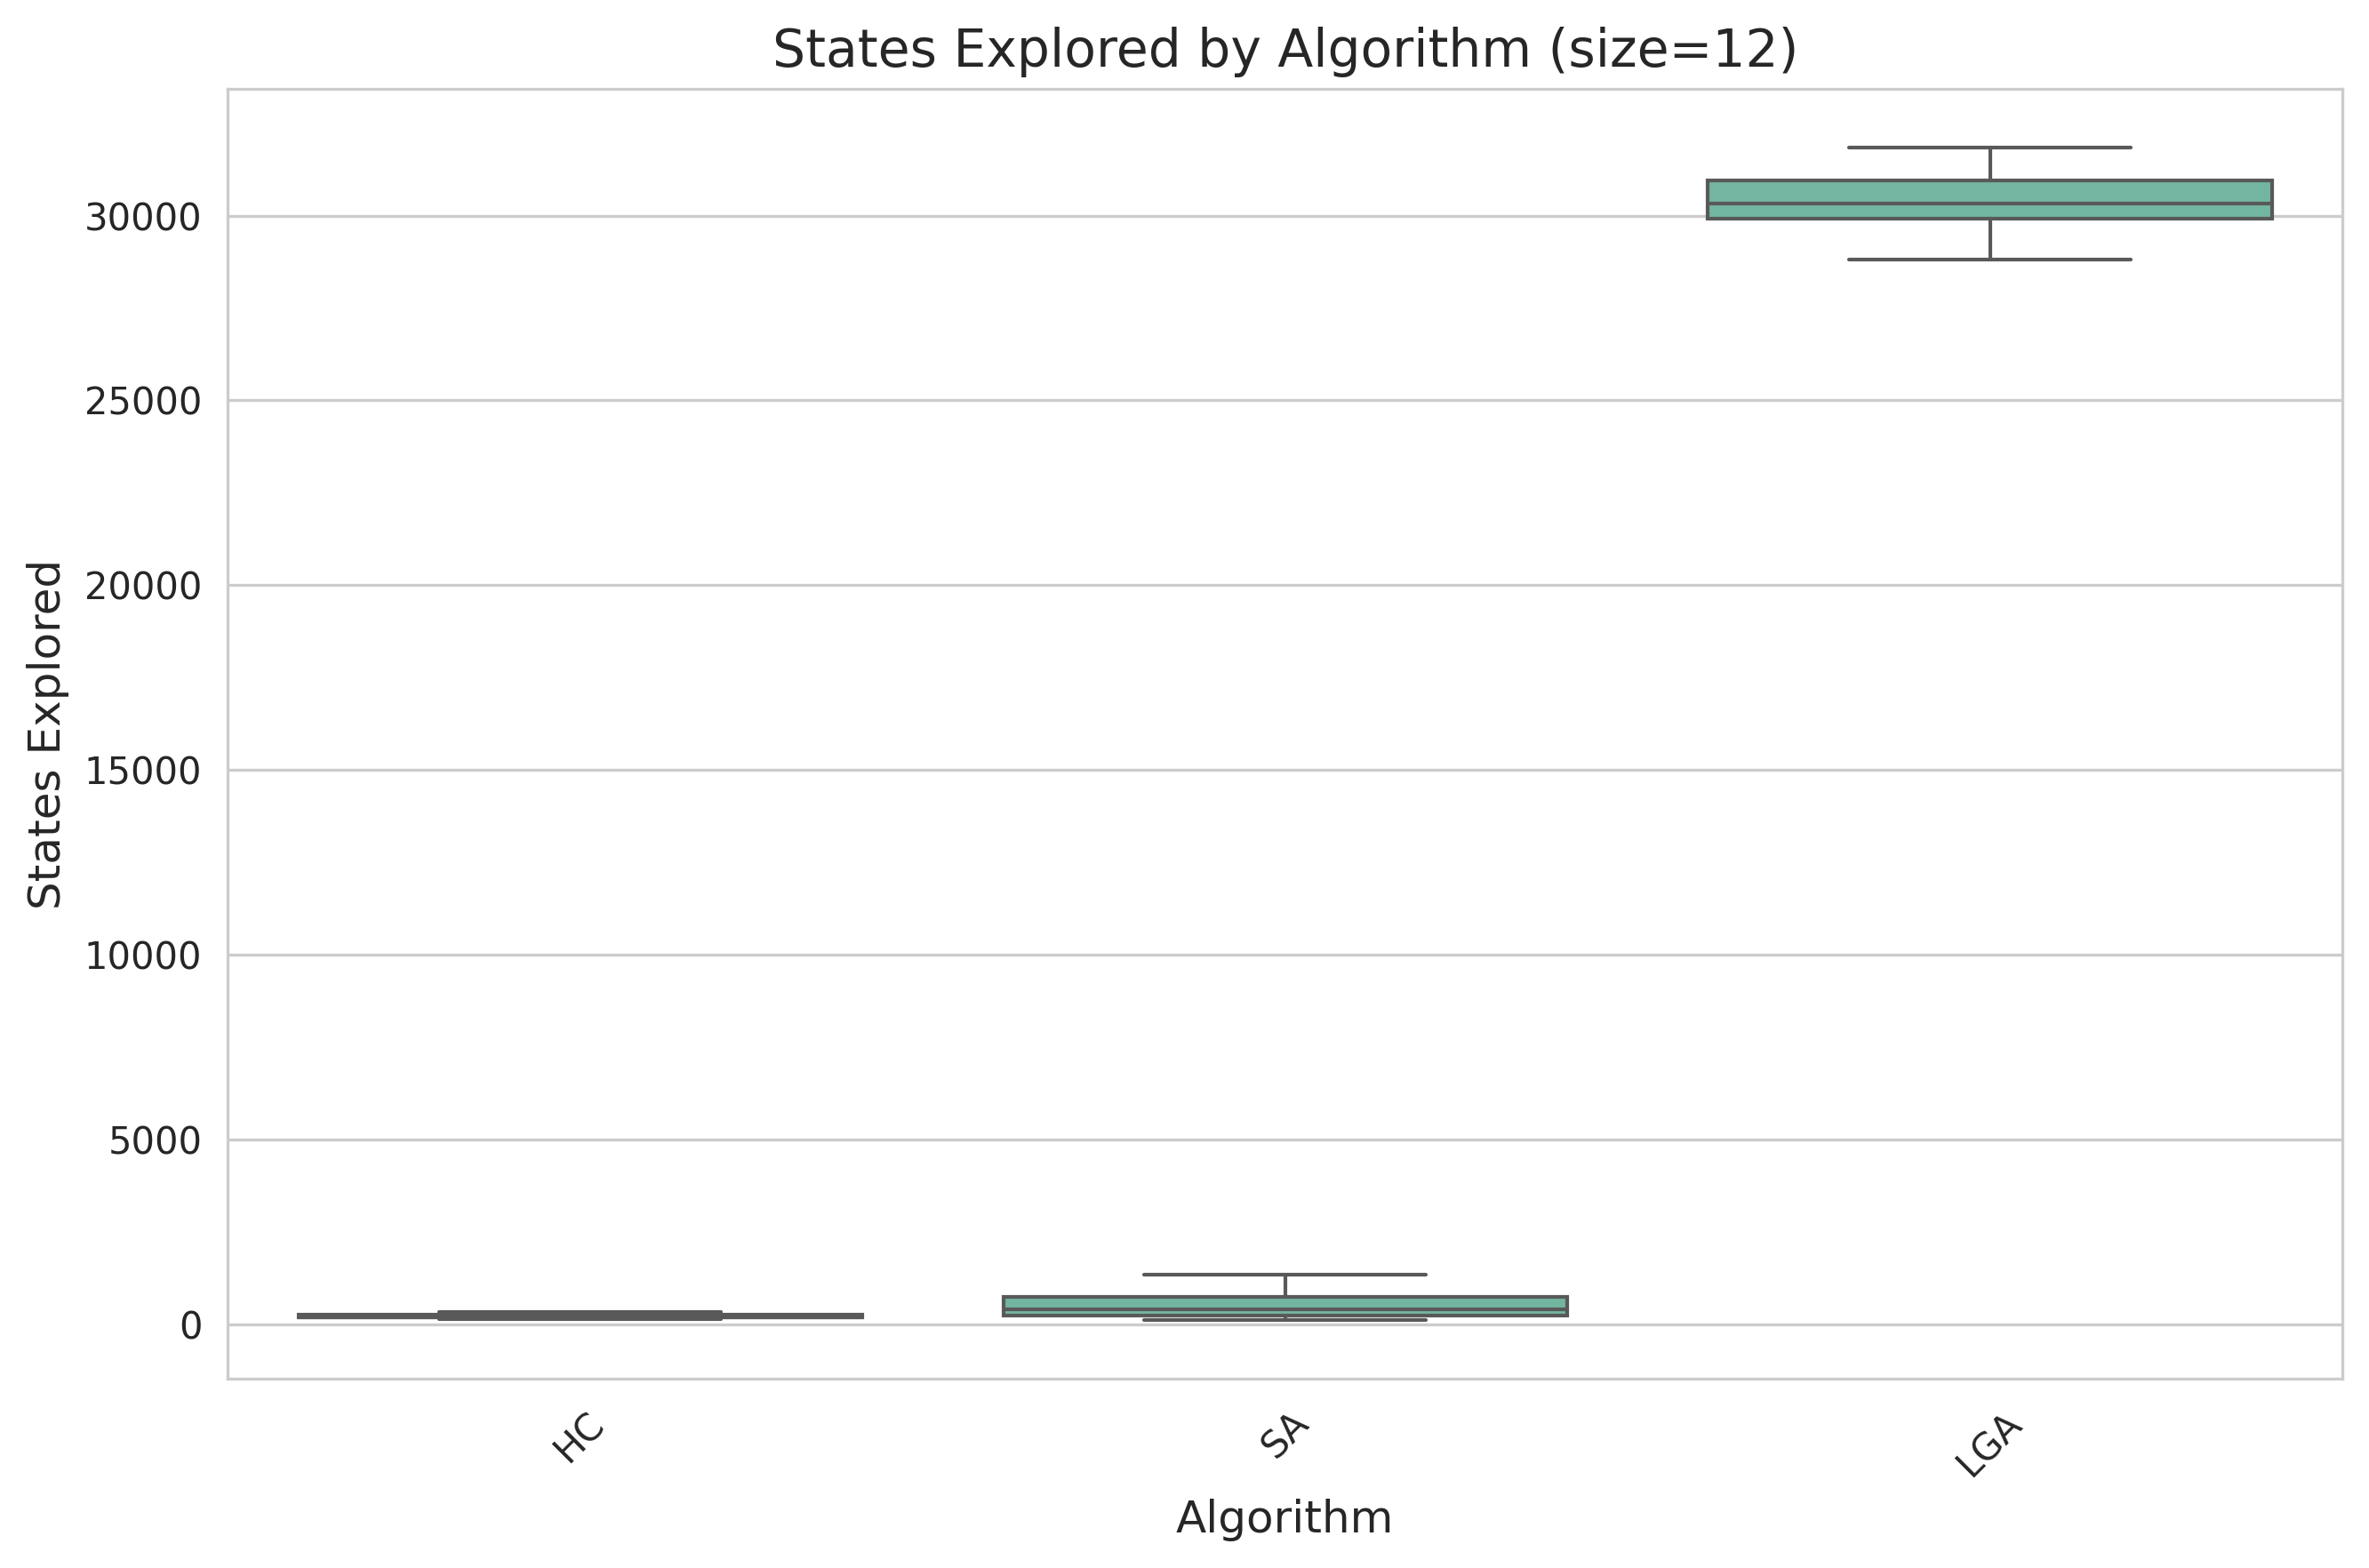 States Explored by Algorithm (size=12)
States Explored
30000
25000
20000
15000
10000
5000
0
HC
SA
LGA
Algorithm